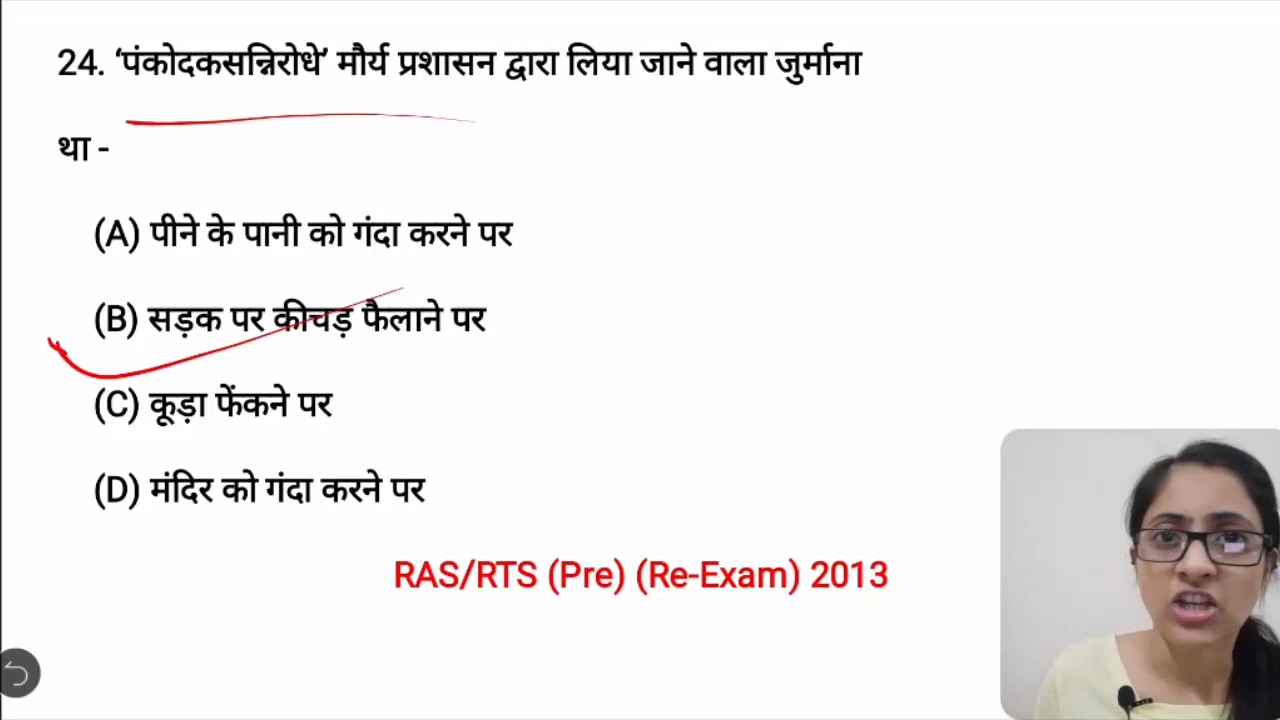 24. ‘पंकोदकसन्निरोधे’ मौर्य प्रशासन द्वारा लिया जाने वाला जुर्माना
था -
(A) पीने के पानी को गंदा करने पर
(B) सड़क पर कीचड़ फैलाने पर
(C) कूड़ा फेंकने पर
(D) मंदिर को गंदा करने पर
RAS/RTS (Pre) (Re-Exam) 2013